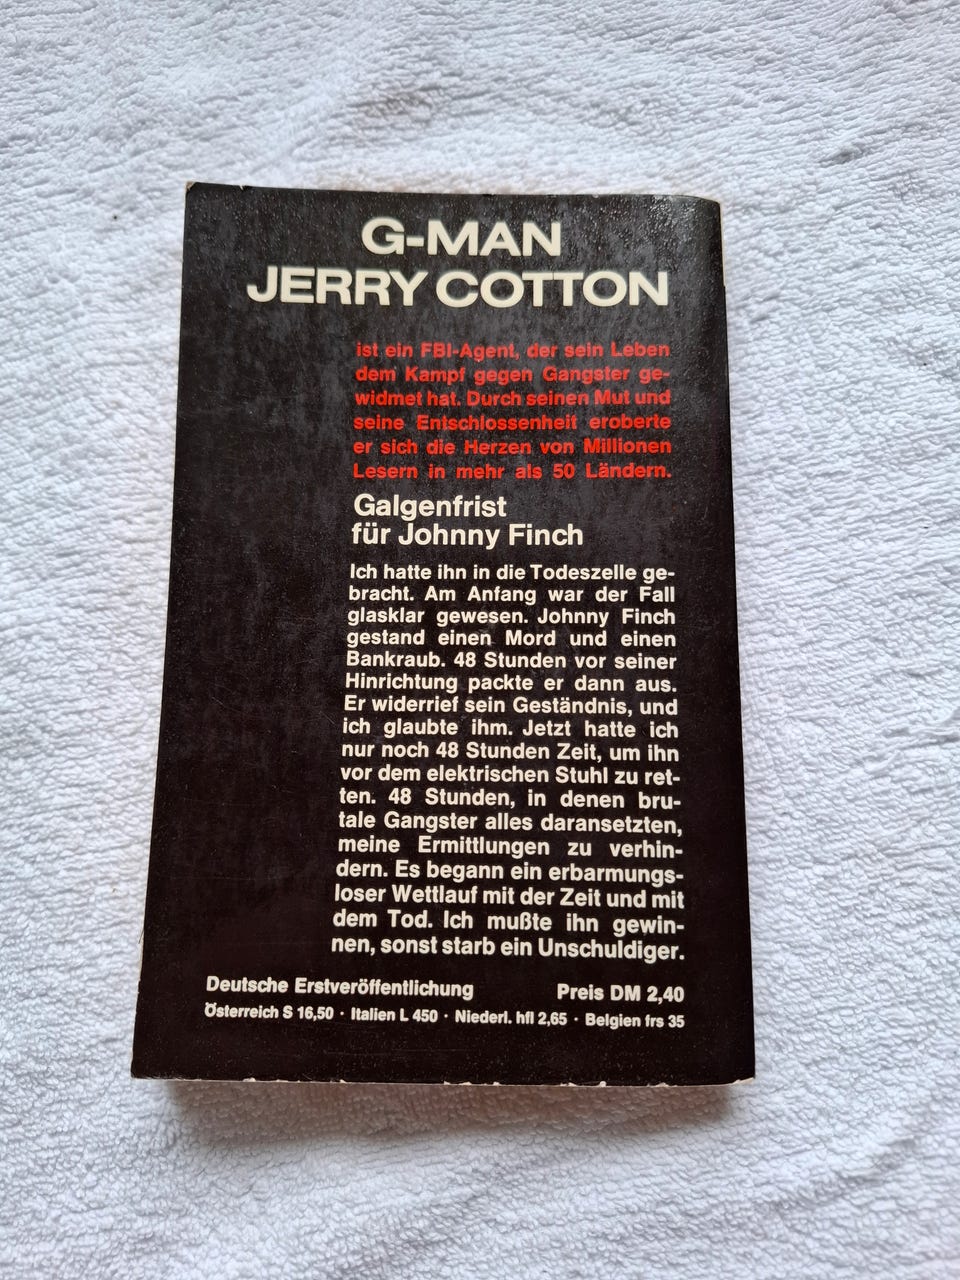 G-MAN
JERRY COTTON
ist ein FBI-Agent, der sein Leben
dem Kampf gegen Gangster ge-
widmet hat. Durch seinen Mut und
seine Entschlossenheit eroberte
er sich die Herzen von Millionen
Lesern in mehr als 50 Ländern.
Galgenfrist
für Johnny Finch
Ich hatte ihn in die Todeszelle ge-
bracht. Am Anfang war der Fall
glasklar gewesen. Johnny Finch
gestand einen Mord und einen
Bankraub. 48 Stunden vor seiner
Hinrichtung packte er dann aus.
Er widerrief sein Geständnis, und
ich glaubte ihm. Jetzt hatte ich
nur noch 48 Stunden Zeit, um ihn
vor dem elektrischen Stuhl zu ret-
ten. 48 Stunden, in denen bru-
tale Gangster alles daransetzten,
meine Ermittlungen zu verhin-
dern. Es begann ein erbarmungs-
loser Wettlauf mit der Zeit und mit
dem Tod. Ich mußte ihn gewin-
nen, sonst starb ein Unschuldiger.
Deutsche Erstveröffentlichung Preis DM 2,40
Österreich S 16,50 · Italien L 450 · Niederl. hfl 2,65 · Belgien frs 35